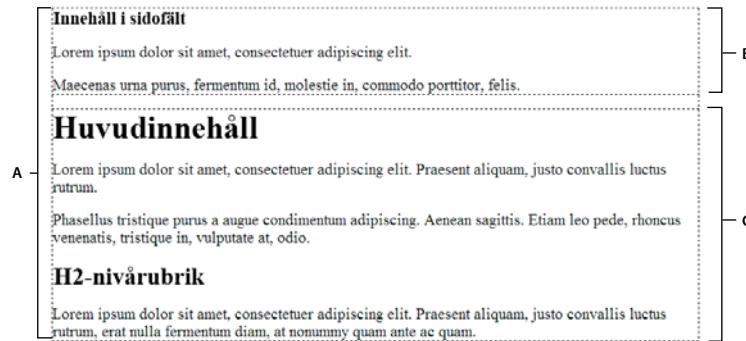 Innehåll i sidofält
Lorem ipsum dolor sit amet, consectetuer adipiscing elit.
B
Maecenas urna purus, fermentum id, molestie in, commodo porttitor, felis.
Huvudinnehåll
A
Lorem ipsum dolor sit amet, consectetuer adipiscing elit. Praesent aliquam, justo convallis luctus
rutrum.
Phasellus tristique purus a augue condimentum adipiscing. Aenean sagittis. Etiam leo pede, rhoncus
C
venenatis, tristique in, vulputate at, odio.
H2-nivårubrik
Lorem ipsum dolor sit amet, consectetuer adipiscing elit. Praesent aliquam, justo convallis luctus
rutrum, erat nulla fermentum diam, at nonummy quam ante ac quam.